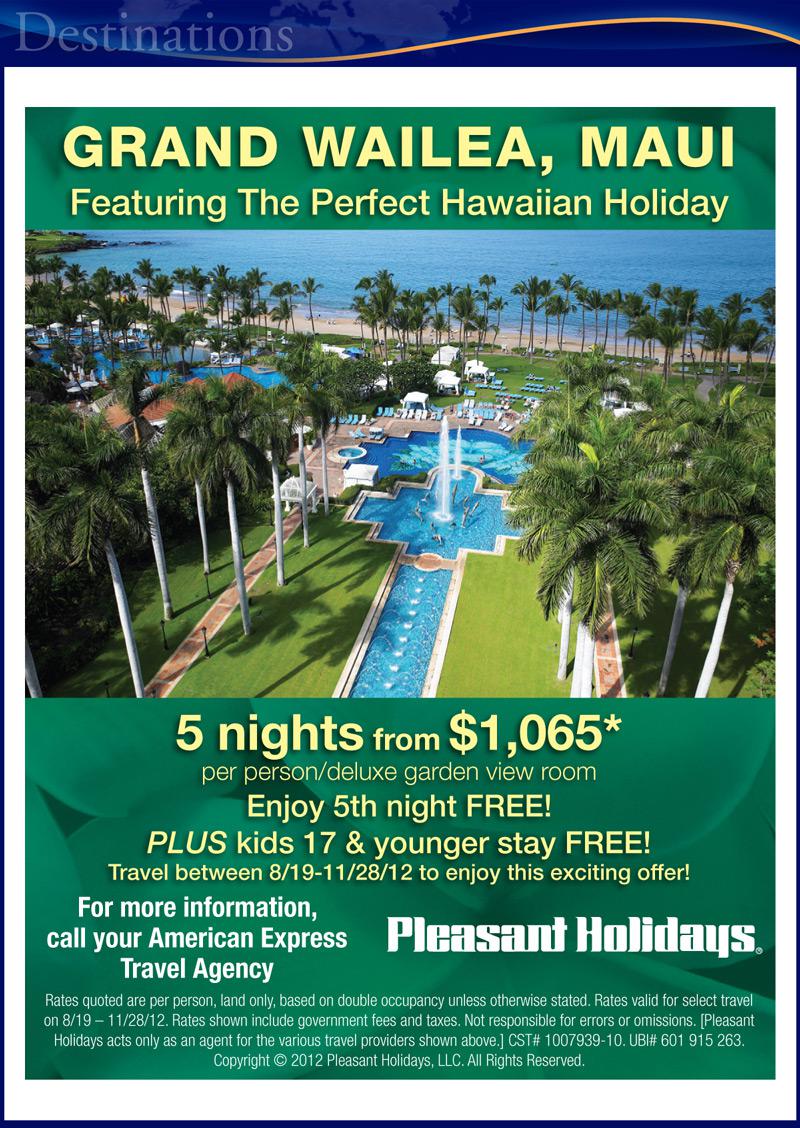 Destinations
GRAND WAILEA, MAUI
Featuring The Perfect Hawaiian Holiday
5 nights from $1,065*
per person/deluxe garden view room
Enjoy 5th night FREE!
PLUS kids 17 & younger stay FREE!
Travel between 8/19-11/28/12 to enjoy this exciting offer!
For more information,
call your American Express
Travel Agency
Pleasant Holidays®
Rates quoted are per person, land only, based on double occupancy unless otherwise stated. Rates valid for select travel
on 8/19 – 11/28/12. Rates shown include government fees and taxes. Not responsible for errors or omissions. [Pleasant
Holidays acts only as an agent for the various travel providers shown above.] CST# 1007939-10. UBI# 601 915 263.
Copyright © 2012 Pleasant Holidays, LLC. All Rights Reserved.